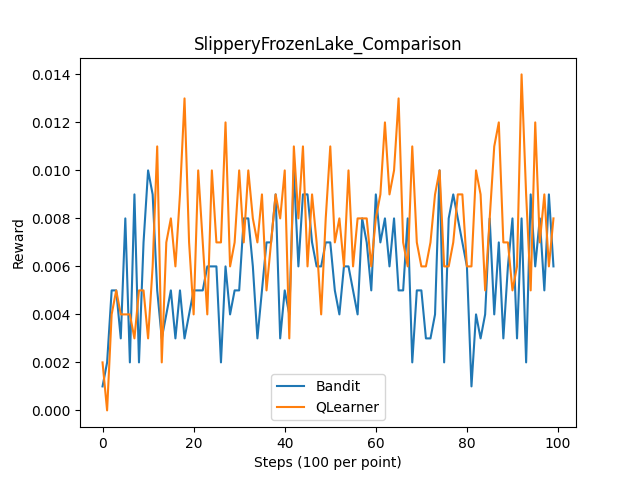 SlipperyFrozenLake_Comparison
0.014
0.012
0.010
0.008
0.006
0.004
0.002
0.000
Reward
Bandit
QLearner
0 20 40 60 80 100
Steps (100 per point)